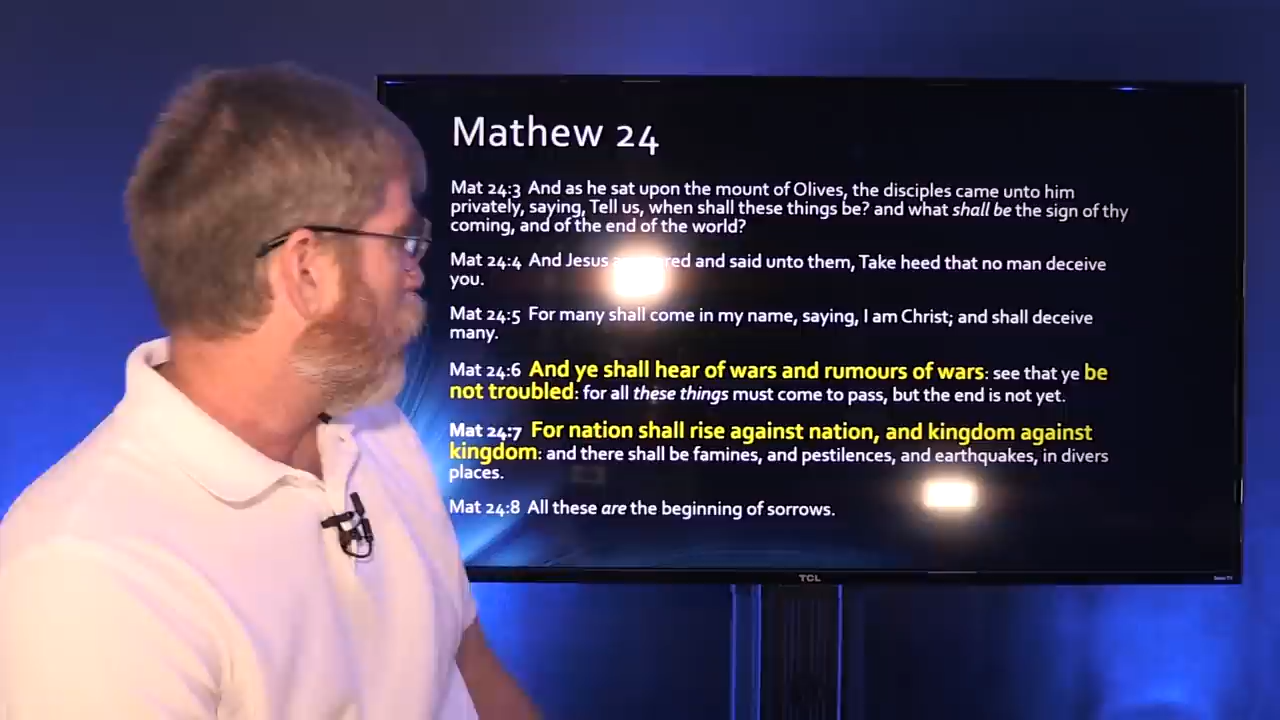 Mathew 24
Mat 24:3 And as he sat upon the mount of Olives, the disciples came unto him
privately, saying, Tell us, when shall these things be? and what shall be the sign of thy
coming, and of the end of the world?
Mat 24:4 And Jesus and said unto them, Take heed that no man deceive
you.
Mat 24:5 For many shall come in my name, saying, I am Christ; and shall deceive
many.
Mat 24:6 And ye shall hear of wars and rumours of wars: see that ye be
not troubled: for all these things must come to pass, but the end is not yet.
Mat 24:7 For nation shall rise against nation, and kingdom against
kingdom: and there shall be famines, and pestilences, and earthquakes, in divers
places.
Mat 24:8 All these are the beginning of sorrows.
TCL